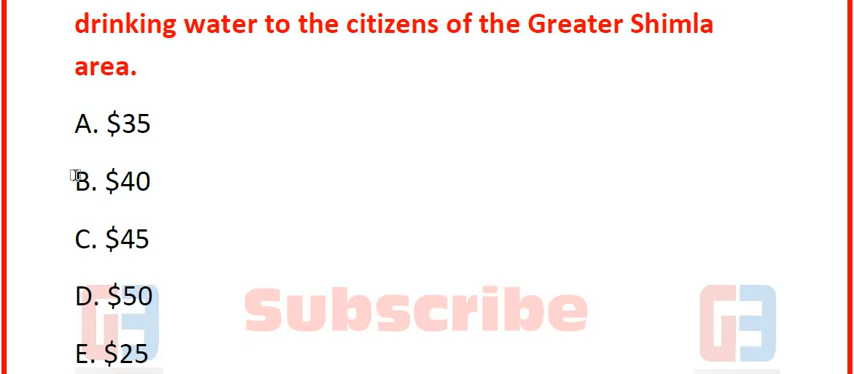 drinking water to the citizens of the Greater Shimla
area.
A. $35
B. $40
C. $45
D. $50
Subscribe
E. $25